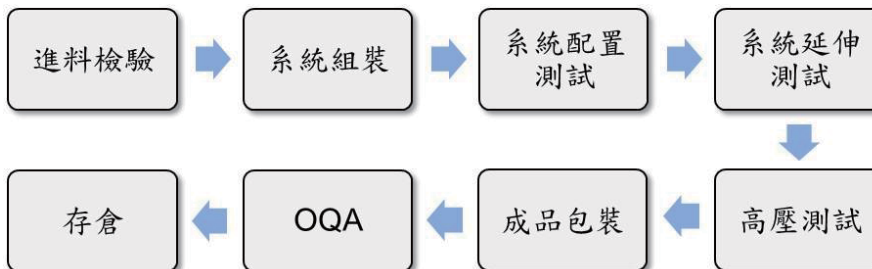 進料檢驗
系統組裝
系統配置
測試
系統延伸
測試
高壓測試
成品包裝
OQA
存倉